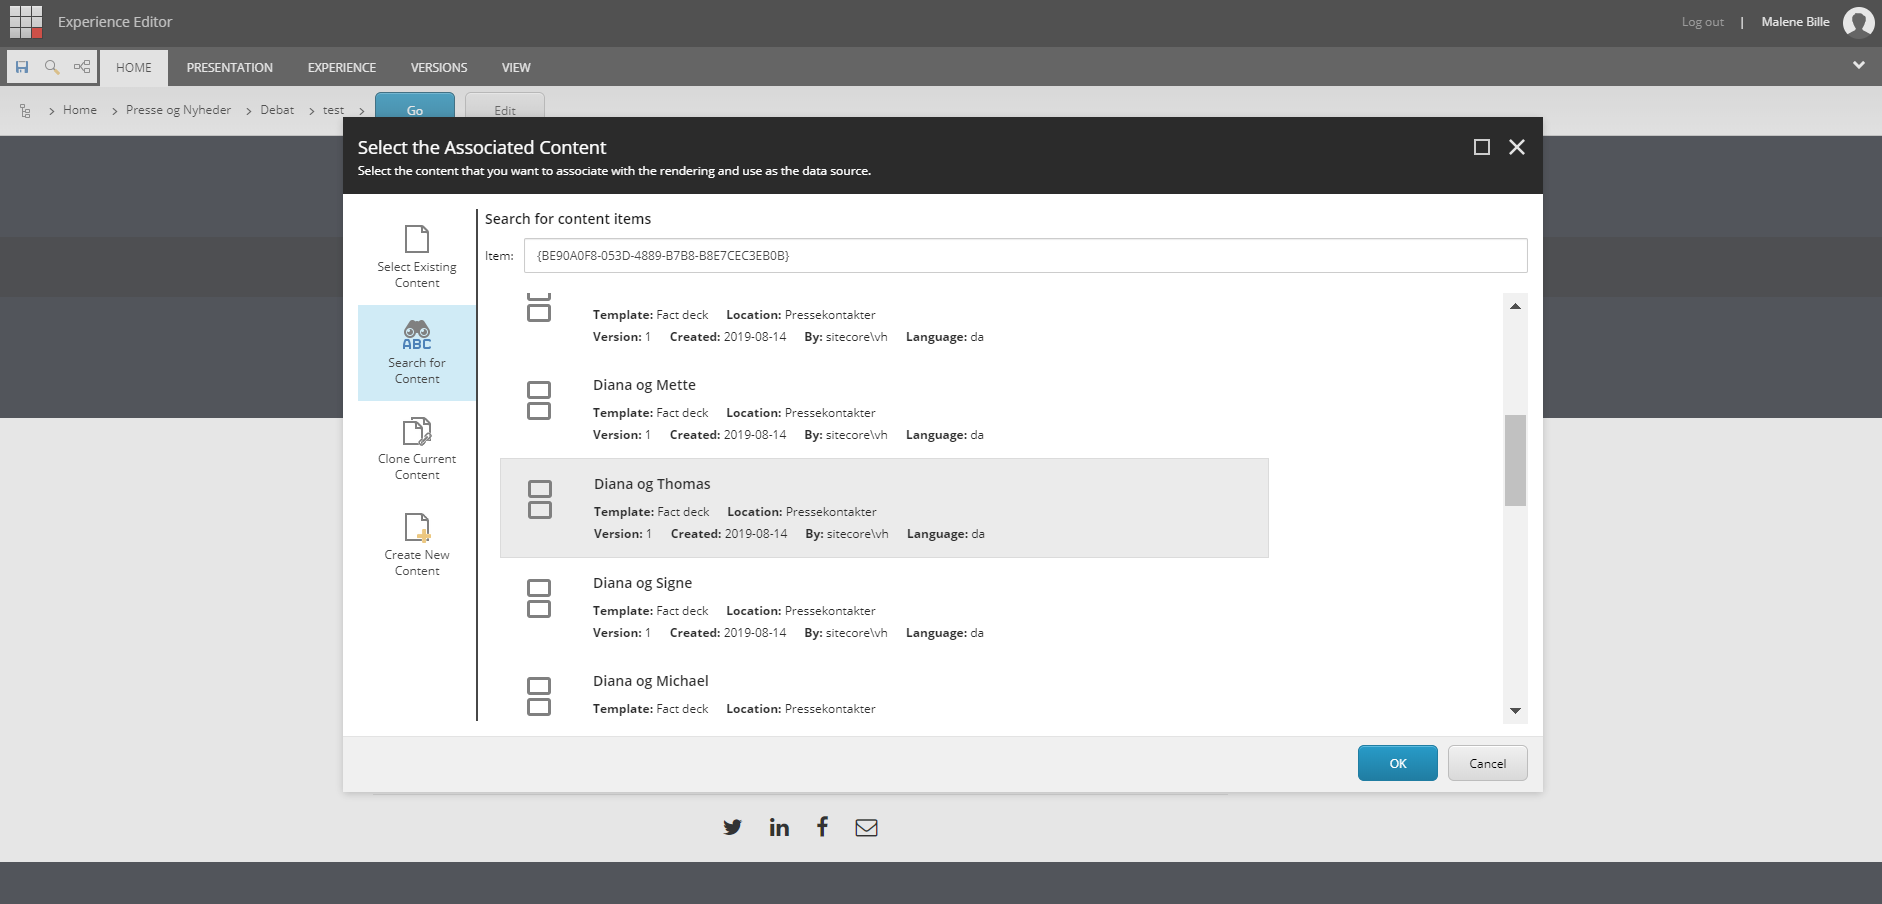 Experience Editor
Log out | Malene Bille
HOME PRESENTATION EXPERIENCE VERSIONS VIEW
Home Presse og Nyheder Debat test Go Edit
Select the Associated Content
Select the content that you want to associate with the rendering and use as the data source.
Select Existing
Content
ABC
Search for
Content
Clone Current
Content
Create New
Content
Search for content items
Item: {BE90A0F8-053D-4889-B7B8-B8E7CEC3EB0B}
Template: Fact deck Location: Pressekontakter
Version: 1 Created: 2019-08-14 By: sitecore\vh Language: da
Diana og Mette
Template: Fact deck Location: Pressekontakter
Version: 1 Created: 2019-08-14 By: sitecore\vh Language: da
Diana og Thomas
Template: Fact deck Location: Pressekontakter
Version: 1 Created: 2019-08-14 By: sitecore\vh Language: da
Diana og Signe
Template: Fact deck Location: Pressekontakter
Version: 1 Created: 2019-08-14 By: sitecore\vh Language: da
Diana og Michael
Template: Fact deck Location: Pressekontakter
OK Cancel